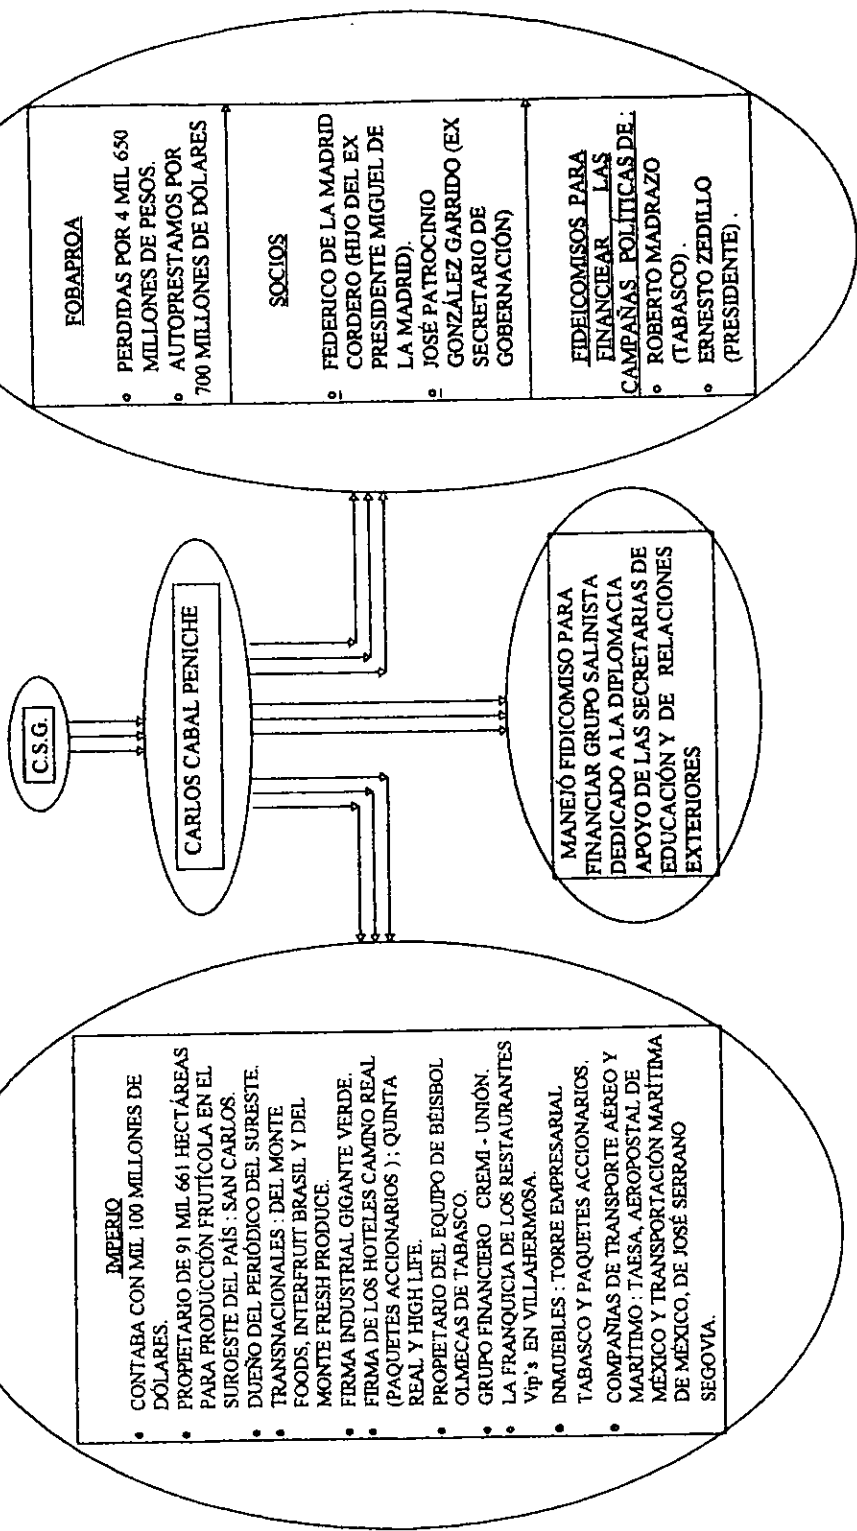 C.S.G.
CARLOS CABAL PENICHE
IMPERIO
• CONTABA CON MIL 100 MILLONES DE
DÓLARES.
• PROPIETARIO DE 91 MIL 661 HECTÁREAS
PARA PRODUCCIÓN FRUTÍCOLA EN EL
SUROESTE DEL PAÍS : SAN CARLOS.
• DUEÑO DEL PERIÓDICO DEL SURESTE.
• TRANSNACIONALES : DEL MONTE
FOODS, INTERFRUIT BRASIL Y DEL
MONTE FRESH PRODUCE.
• FIRMA INDUSTRIAL GIGANTE VERDE.
• FIRMA DE LOS HOTELES CAMINO REAL
(PAQUETES ACCIONARIOS ) ; QUINTA
REAL Y HIGH LIFE.
• PROPIETARIO DEL EQUIPO DE BÉISBOL
OLMECAS DE TABASCO.
• GRUPO FINANCIERO CREMI - UNIÓN.
• LA FRANQUICIA DE LOS RESTAURANTES
Vip's EN VILLAHERMOSA.
• INMUEBLES : TORRE EMPRESARIAL
TABASCO Y PAQUETES ACCIONARIOS.
• COMPAÑIAS DE TRANSPORTE AÉREO Y
MARÍTIMO : TAESA, AEROPOSTAL DE
MÉXICO Y TRANSPORTACIÓN MARÍTIMA
DE MÉXICO, DE JOSÉ SERRANO
SEGOVIA.
MANEJÓ FIDICOMISO PARA
FINANCIAR GRUPO SALINISTA
DEDICADO A LA DIPLOMACIA
APOYO DE LAS SECRETARIAS DE
EDUCACIÓN Y DE RELACIONES
EXTERIORES
FOBAPROA
• PERDIDAS POR 4 MIL 650
MILLONES DE PESOS.
• AUTOPRESTAMOS POR
700 MILLONES DE DÓLARES
SOCIOS
• FEDERICO DE LA MADRID
CORDERO (HIJO DEL EX
PRESIDENTE MIGUEL DE
LA MADRID).
• JOSÉ PATROCINIO
GONZÁLEZ GARRIDO (EX
SECRETARIO DE
GOBERNACIÓN)
FIDEICOMISOS PARA
FINANCIEAR LAS
CAMPAÑAS POLÍTICAS DE :
• ROBERTO MADRAZO
(TABASCO) .
• ERNESTO ZEDILLO
(PRESIDENTE) .